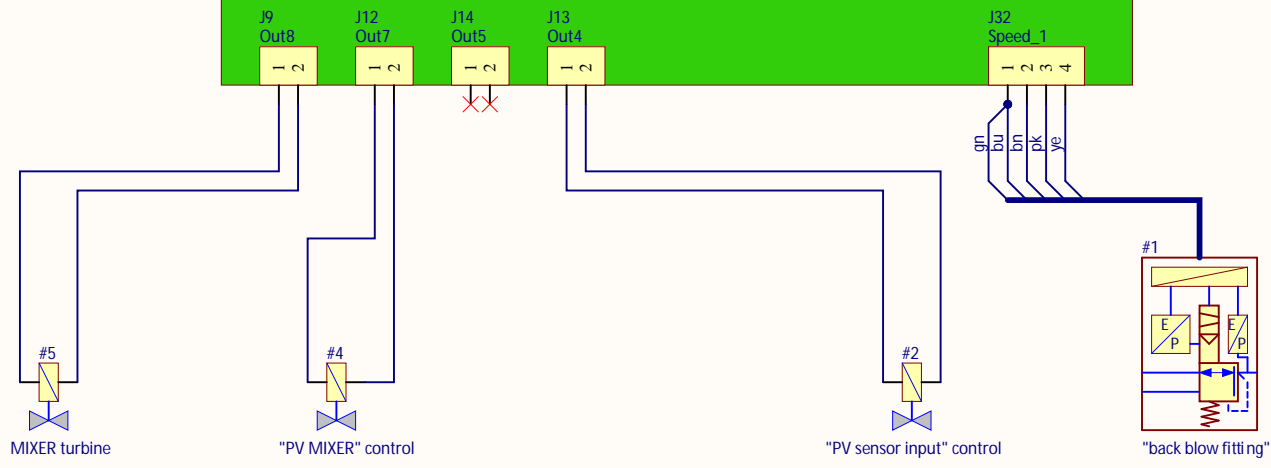 J9 J12 J14 J13 J32
Out8 Out7 Out5 Out4 Speed_1
1 2 1 2 1 2 1 2 1 2 3 4
gn bu bn pk ye
#1
E P E P
#5 #4 #2
MIXER turbine "PV MIXER" control "PV sensor input" control "back blow fitting"